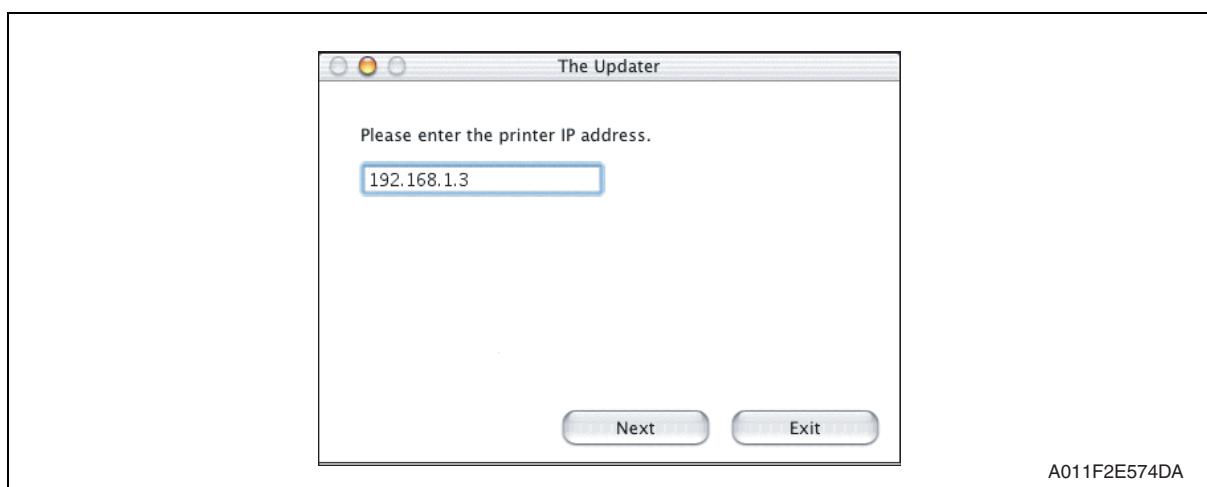 The Updater
Please enter the printer IP address.
192.168.1.3
Next
Exit
A011F2E574DA